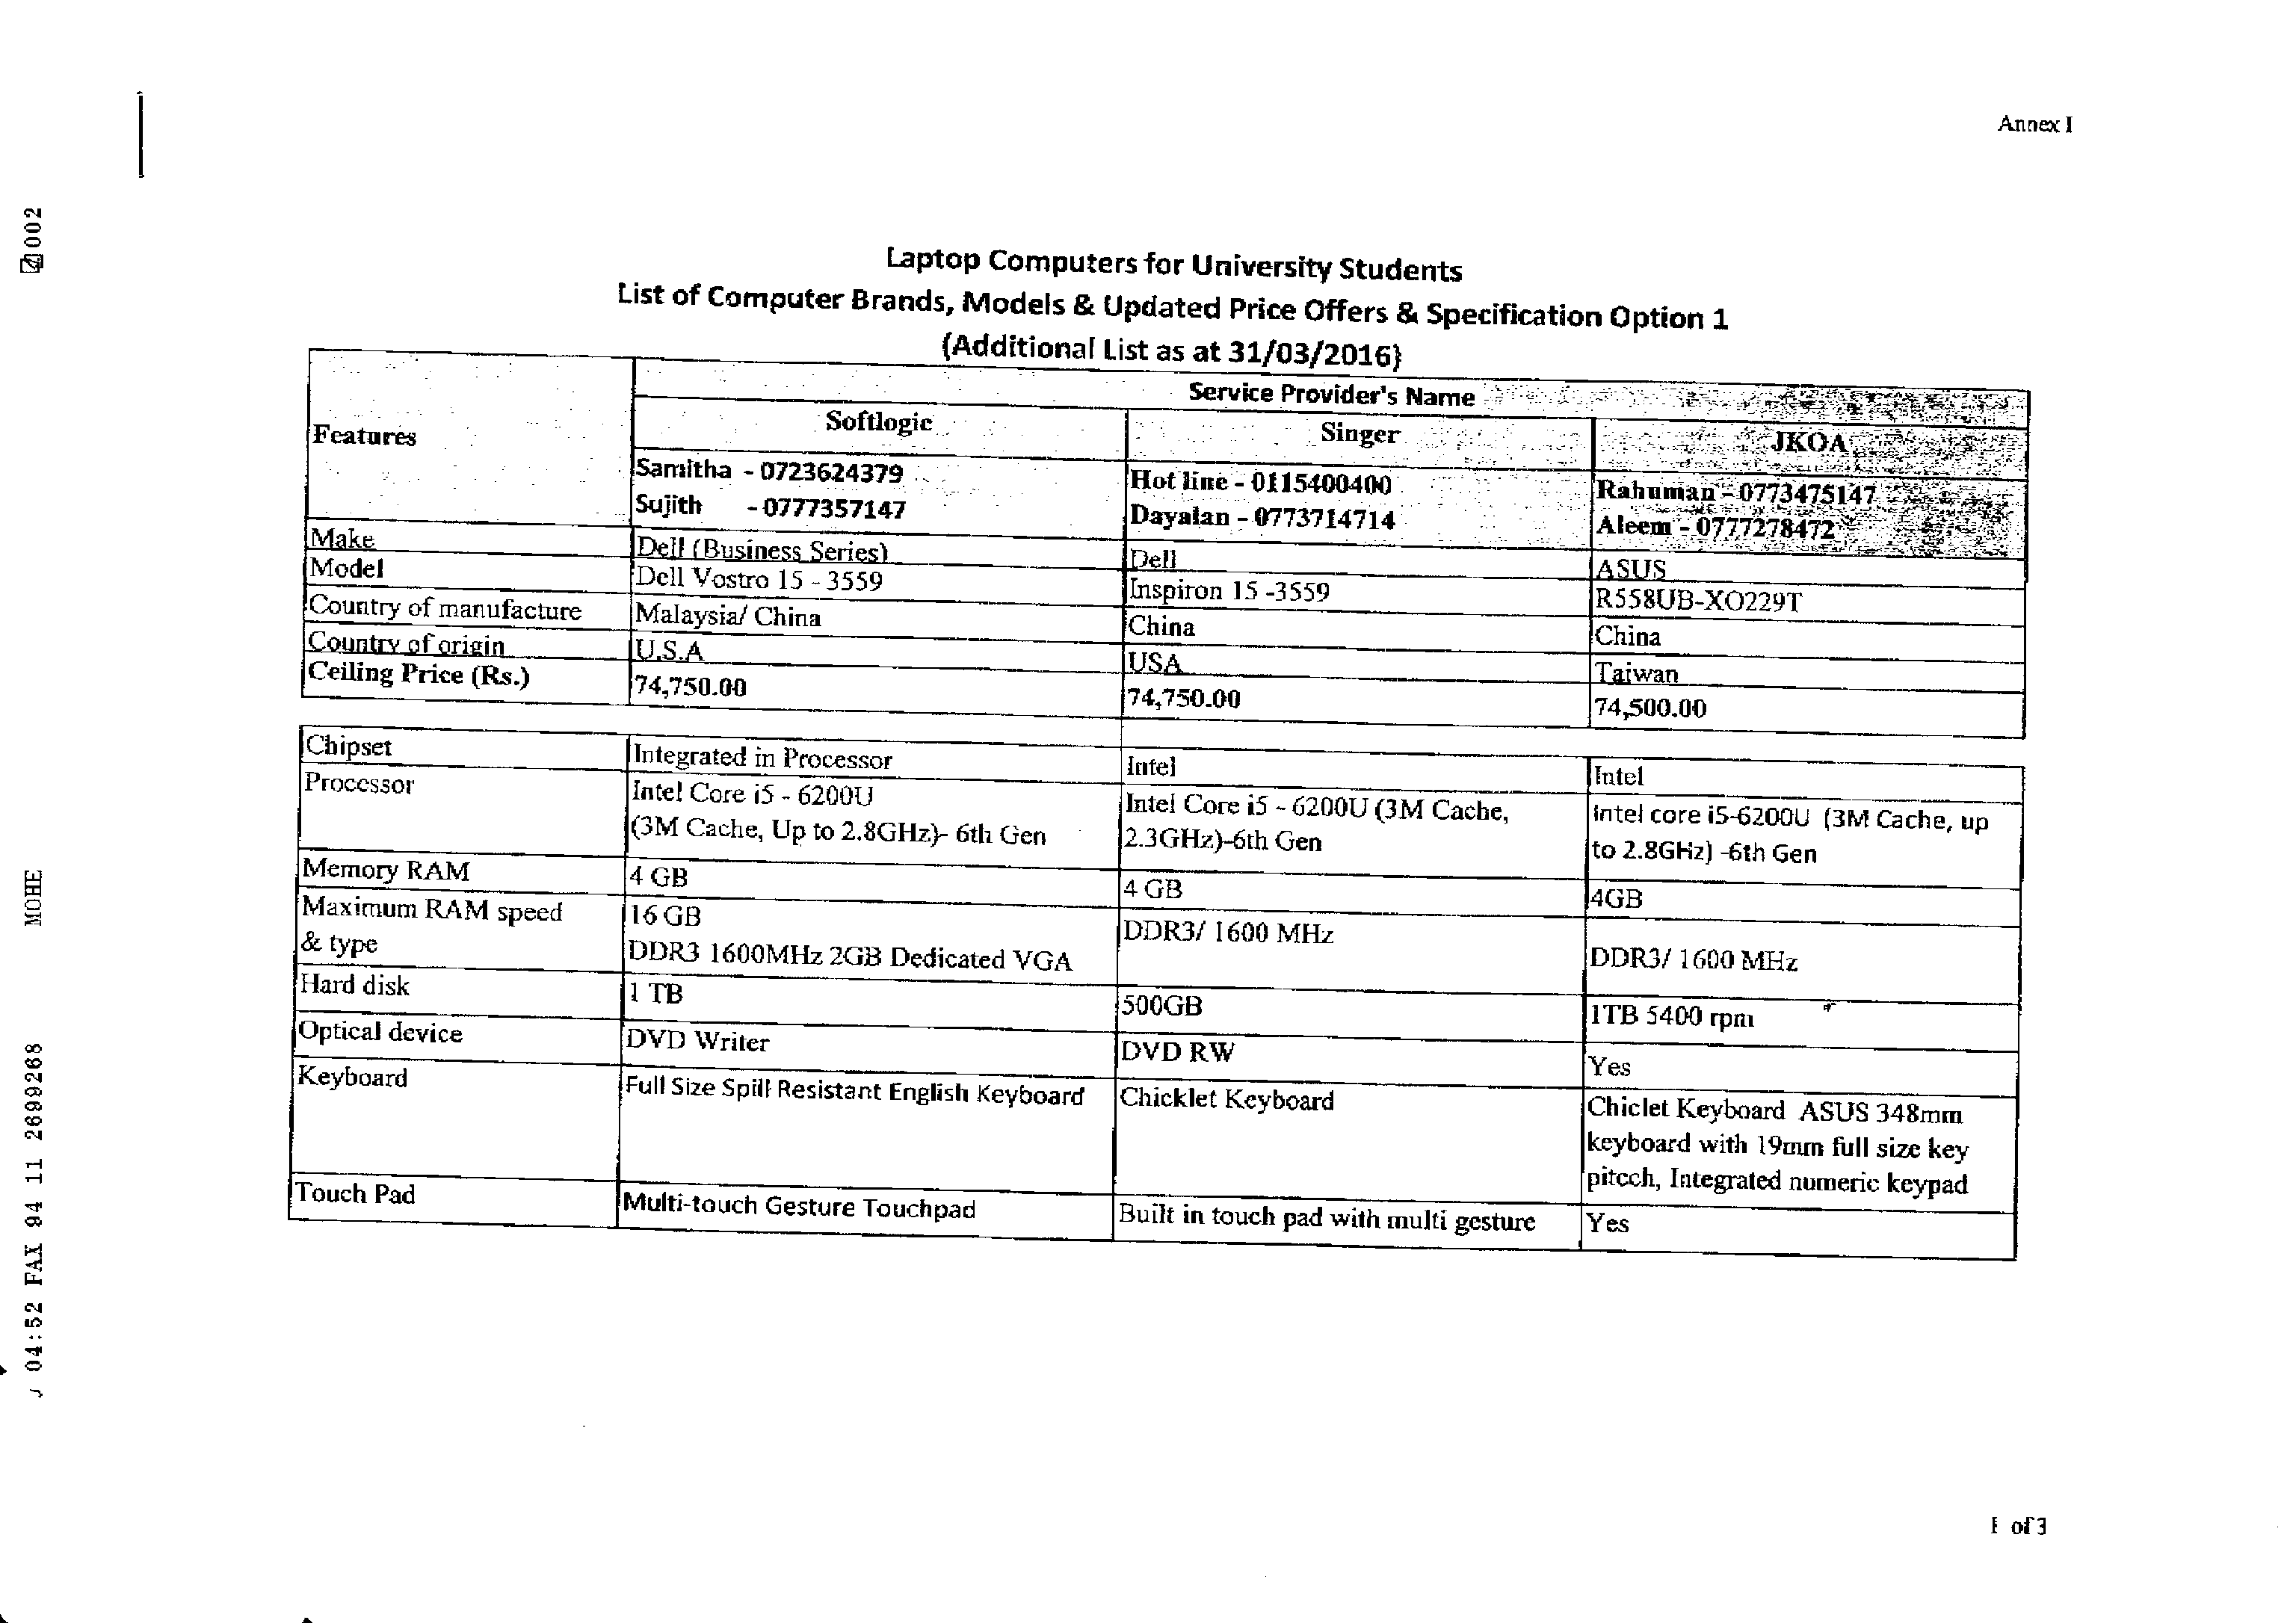 Annex I
002
Laptop Computers for University Students
List of Computer Brands, Models & Updated Price Offers & Specification Option 1
(Additional List as at 31/03/2016)
Features
Service Provider's Name
Softlogic
Singer
JKOA
Samitha - 0723624379
Sujith - 0777357147
Hot line - 0115400400
Dayalan - 0773714714
Rahuman - 0773475147
Aleem - 0777278472
Make
Dell (Business Series)
Dell
ASUS
Model
Dell Vostro 15 - 3559
Inspiron 15 -3559
R558UB-XO229T
Country of manufacture
Malaysia/ China
China
China
Country of origin
U.S.A
USA
Taiwan
Ceiling Price (Rs.)
74,750.00
74,750.00
74,500.00
Chipset
Integrated in Processor
Intel
Intel
Processor
Intel Core i5 - 6200U
(3M Cache, Up to 2.8GHz)- 6th Gen
Intel Core i5 - 6200U (3M Cache,
2.3GHz)-6th Gen
Intel core i5-6200U (3M Cache, up
to 2.8GHz) -6th Gen
Memory RAM
4 GB
4 GB
4GB
Maximum RAM speed
& type
16 GB
DDR3 1600MHz 2GB Dedicated VGA
DDR3/ 1600 MHz
DDR3/ 1600 MHz
Hard disk
1 TB
500GB
1TB 5400 rpm
Optical device
DVD Writer
DVD RW
Yes
Keyboard
Full Size Spill Resistant English Keyboard
Chicklet Keyboard
Chiclet Keyboard ASUS 348mm
keyboard with 19mm full size key
pitcch, Integrated numeric keypad
Touch Pad
Multi-touch Gesture Touchpad
Built in touch pad with multi gesture
Yes
04:52 FAX 94 11 2699268 MOHE
1 of 3